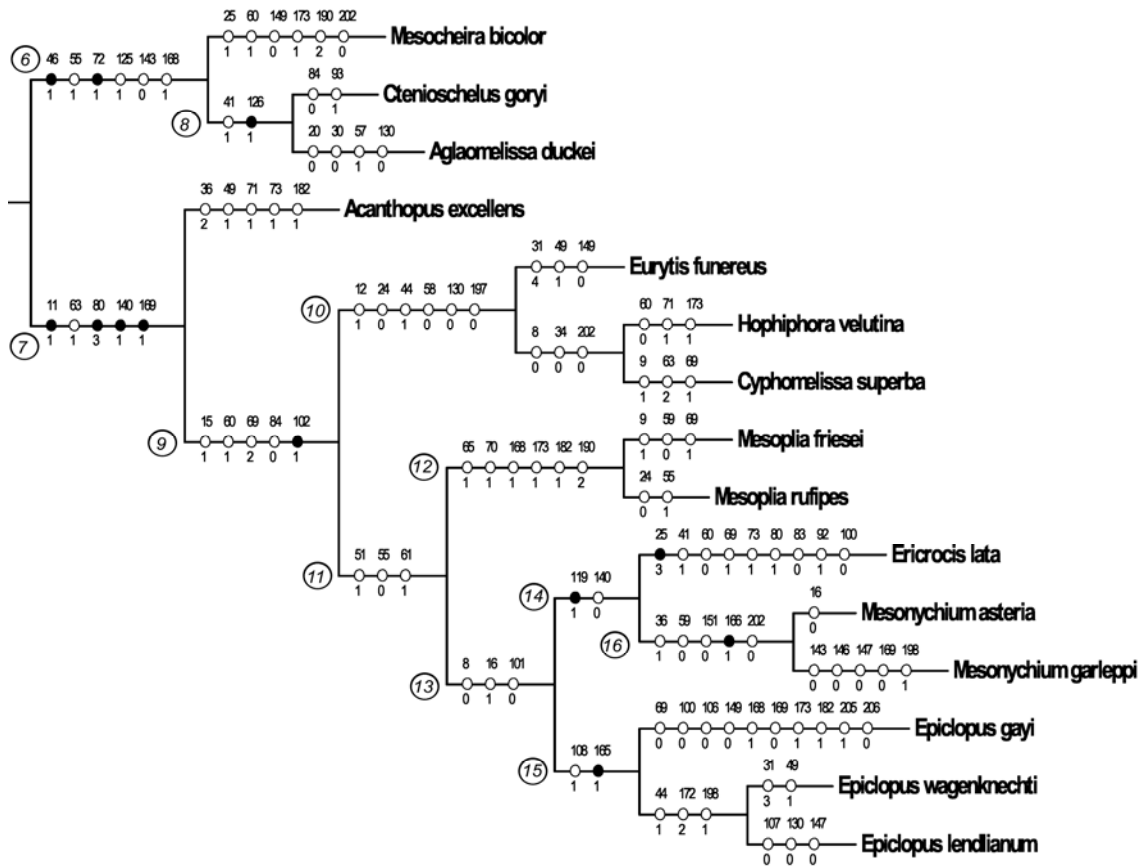 25 60 149 173 190 202
1 1 0 1 2 0
Mesocheira bicolor
6
46 55 72 125 143 168
1 1 1 1 0 1
84 93
0 1
Ctenioschelus goryi
8
41 126
1 1
20 30 57 130
0 0 1 0
Aglaomelissa duckei
36 49 71 73 182
2 1 1 1 1
Acanthopus excellens
31 49 149
4 1 0
Eurytis funereus
10
12 24 44 58 130 197
1 0 1 0 0 0
7
11 63 80 140 169
1 1 3 1 1
60 71 173
0 1 1
Hophiphora velutina
8 34 202
0 0 0
9 63 69
1 2 1
Cyphomelissa superba
9
15 60 69 84 102
1 1 2 0 1
9 59 69
1 0 1
Mesoplia friesei
12
65 70 168 173 182 190
1 1 1 1 1 2
24 55
0 1
Mesoplia rufipes
11
51 55 61
1 0 1
25 41 60 69 73 80 83 92 100
3 1 0 1 1 1 0 1 0
Ericrocis lata
14
119 140
1 0
16
0
Mesonychium asteria
16
36 59 151 166 202
1 0 0 1 0
143 146 147 169 198
0 0 0 0 1
Mesonychium garleppi
13
8 16 101
0 1 0
69 100 106 149 168 169 173 182 205 206
0 0 0 0 1 0 1 1 1 0
Epiclopus gayi
15
108 165
1 1
31 49
3 1
Epiclopus wagenknechti
44 172 198
1 2 1
107 130 147
0 0 0
Epiclopus lendlianum